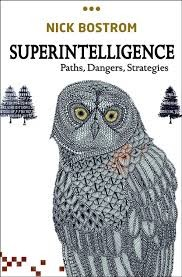 NICK BOSTROM
SUPERINTELLIGENCE
Paths, Dangers, Strategies